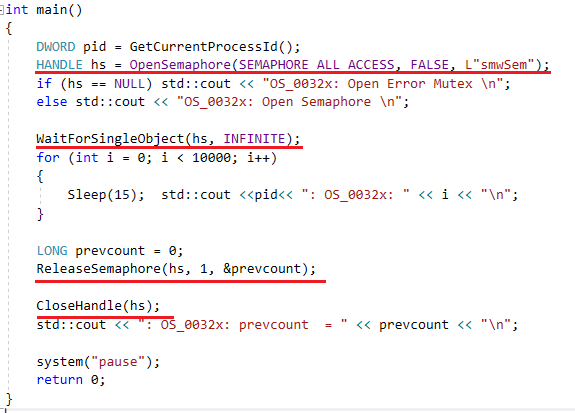 int main()
{
DWORD pid = GetCurrentProcessId();
HANDLE hs = OpenSemaphore(SEMAPHORE_ALL_ACCESS, FALSE, L"smwSem");
if (hs == NULL) std::cout << "OS_0032x: Open Error Mutex \n";
else std::cout << "OS_0032x: Open Semaphore \n";
WaitForSingleObject(hs, INFINITE);
for (int i = 0; i < 10000; i++)
{
Sleep(15);  std::cout <<pid<< ": OS_0032x: " << i << "\n";
}
LONG prevcount = 0;
ReleaseSemaphore(hs, 1, &prevcount);
CloseHandle(hs);
std::cout << ": OS_0032x: prevcount  = " << prevcount << "\n";
system("pause");
return 0;
}